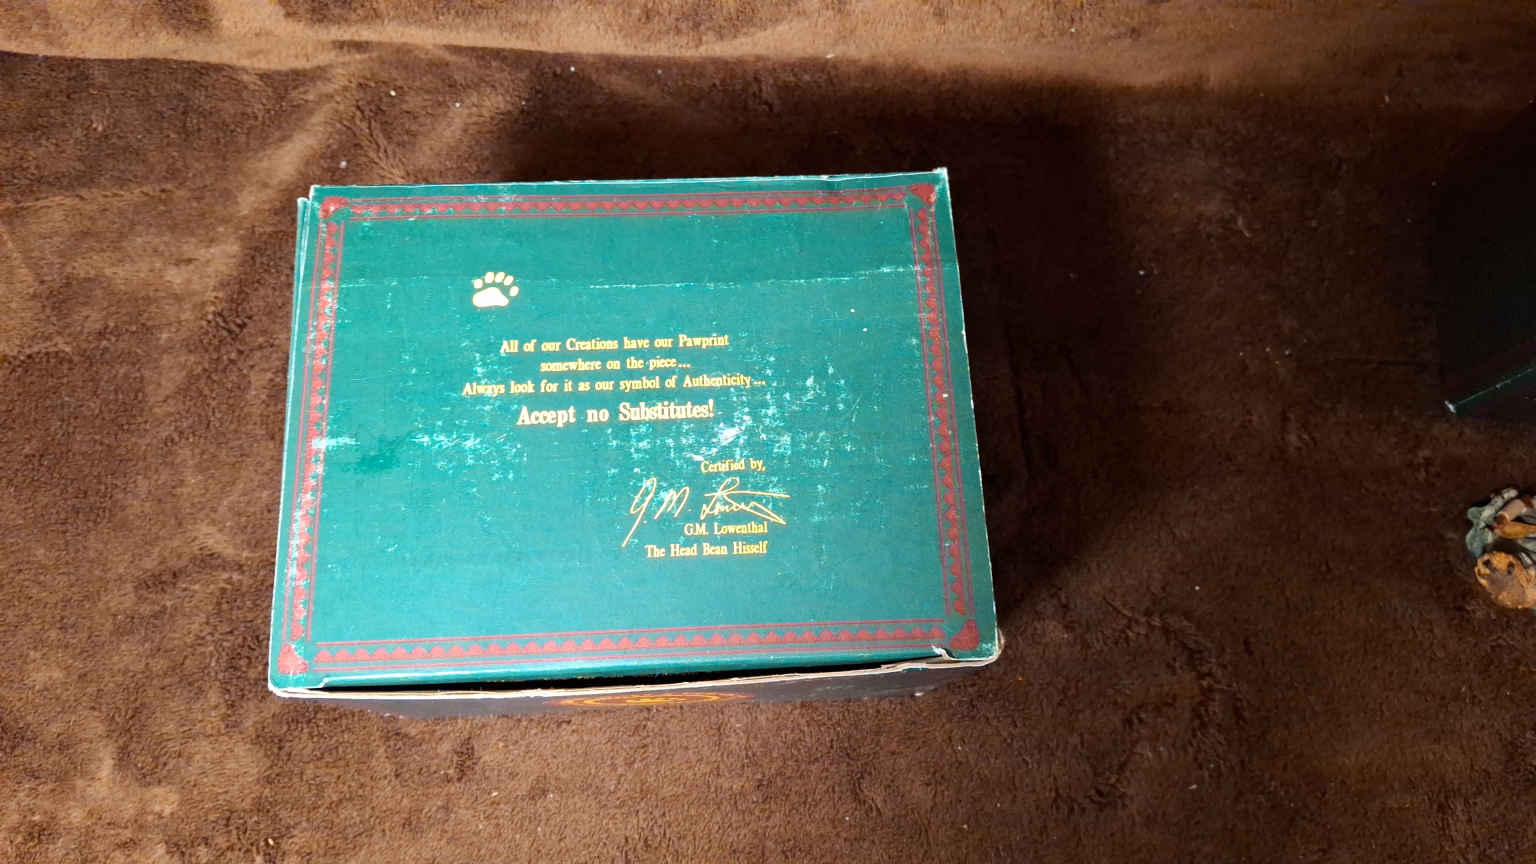 All of our Creations have our Pawprint
somewhere on the piece...
Always look for it as our symbol of Authenticity...
Accept no Substitutes!
Certified by,
G.M. Lowenthal
The Head Bean Hisself